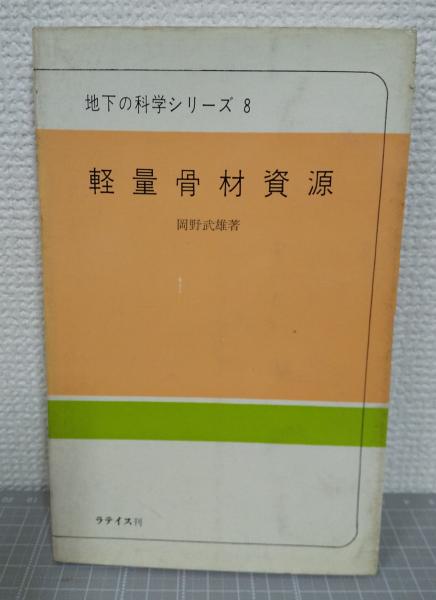 地下の科学シリーズ 8
軽量骨材資源
岡野武雄著
ラテイス刊